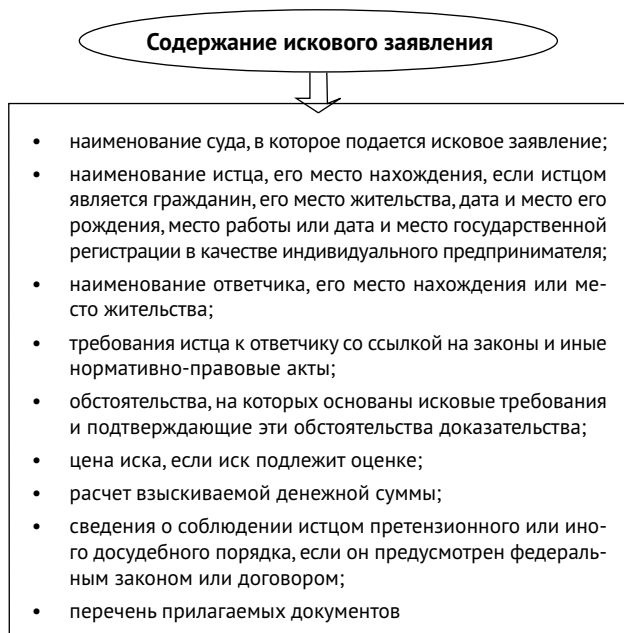 Содержание искового заявления
• наименование суда, в которое подается исковое заявление;
• наименование истца, его место нахождения, если истцом
является гражданин, его место жительства, дата и место его
рождения, место работы или дата и место государственной
регистрации в качестве индивидуального предпринимателя;
• наименование ответчика, его место нахождения или ме-
сто жительства;
• требования истца к ответчику со ссылкой на законы и иные
нормативно-правовые акты;
• обстоятельства, на которых основаны исковые требования
и подтверждающие эти обстоятельства доказательства;
• цена иска, если иск подлежит оценке;
• расчет взыскиваемой денежной суммы;
• сведения о соблюдении истцом претензионного или ино-
го досудебного порядка, если он предусмотрен федераль-
ным законом или договором;
• перечень прилагаемых документов